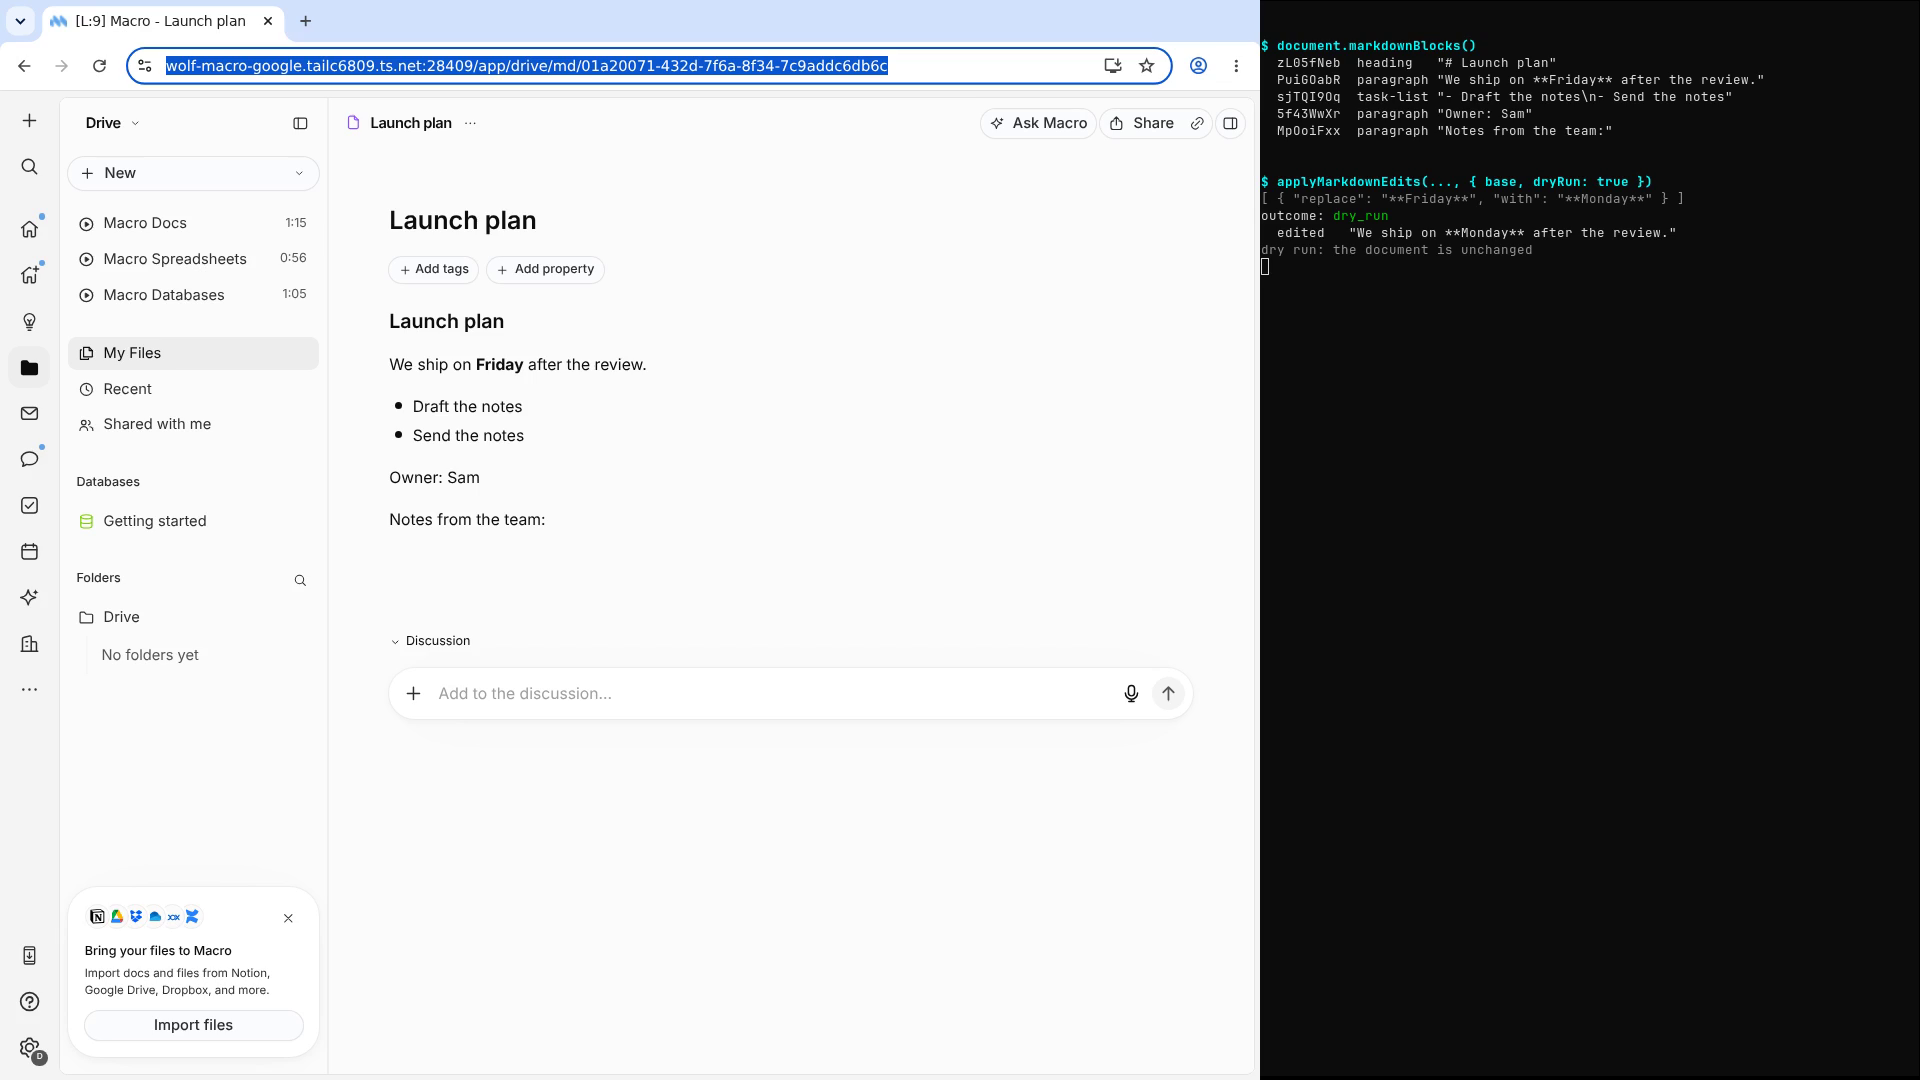 [L:9] Macro - Launch plan
wolf-macro-google.tailc6809.ts.net:28409/app/drive/md/01a20071-432d-7f6a-8f34-7c9addc6db6c
Drive
New
Macro Docs 1:15
Macro Spreadsheets 0:56
Macro Databases 1:05
My Files
Recent
Shared with me
Databases
Getting started
Folders
Drive
No folders yet
Bring your files to Macro
Import docs and files from Notion,
Google Drive, Dropbox, and more.
Import files
D
Launch plan ...
Ask Macro
Share
Launch plan
Add tags
Add property
Launch plan
We ship on Friday after the review.
Draft the notes
Send the notes
Owner: Sam
Notes from the team:
Discussion
Add to the discussion...
$ document.markdownBlocks()
zL05fNeb heading "# Launch plan"
PuiGOabR paragraph "We ship on **Friday** after the review."
sjTQI9Oq task-list "- Draft the notes\n- Send the notes"
5f43WwXr paragraph "Owner: Sam"
MpOoiFxx paragraph "Notes from the team:"
$ applyMarkdownEdits(..., { base, dryRun: true })
[ { "replace": "**Friday**", "with": "**Monday**" } ]
outcome: dry_run
edited "We ship on **Monday** after the review."
dry run: the document is unchanged